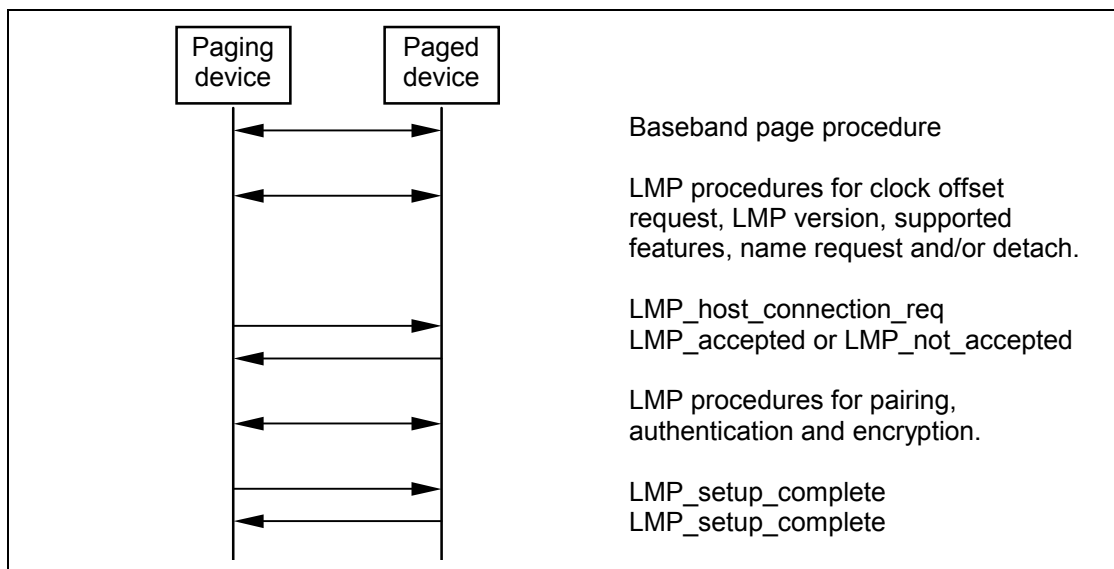 Paging
device
Paged
device
Baseband page procedure
LMP procedures for clock offset
request, LMP version, supported
features, name request and/or detach.
LMP_host_connection_req
LMP_accepted or LMP_not_accepted
LMP procedures for pairing,
authentication and encryption.
LMP_setup_complete
LMP_setup_complete